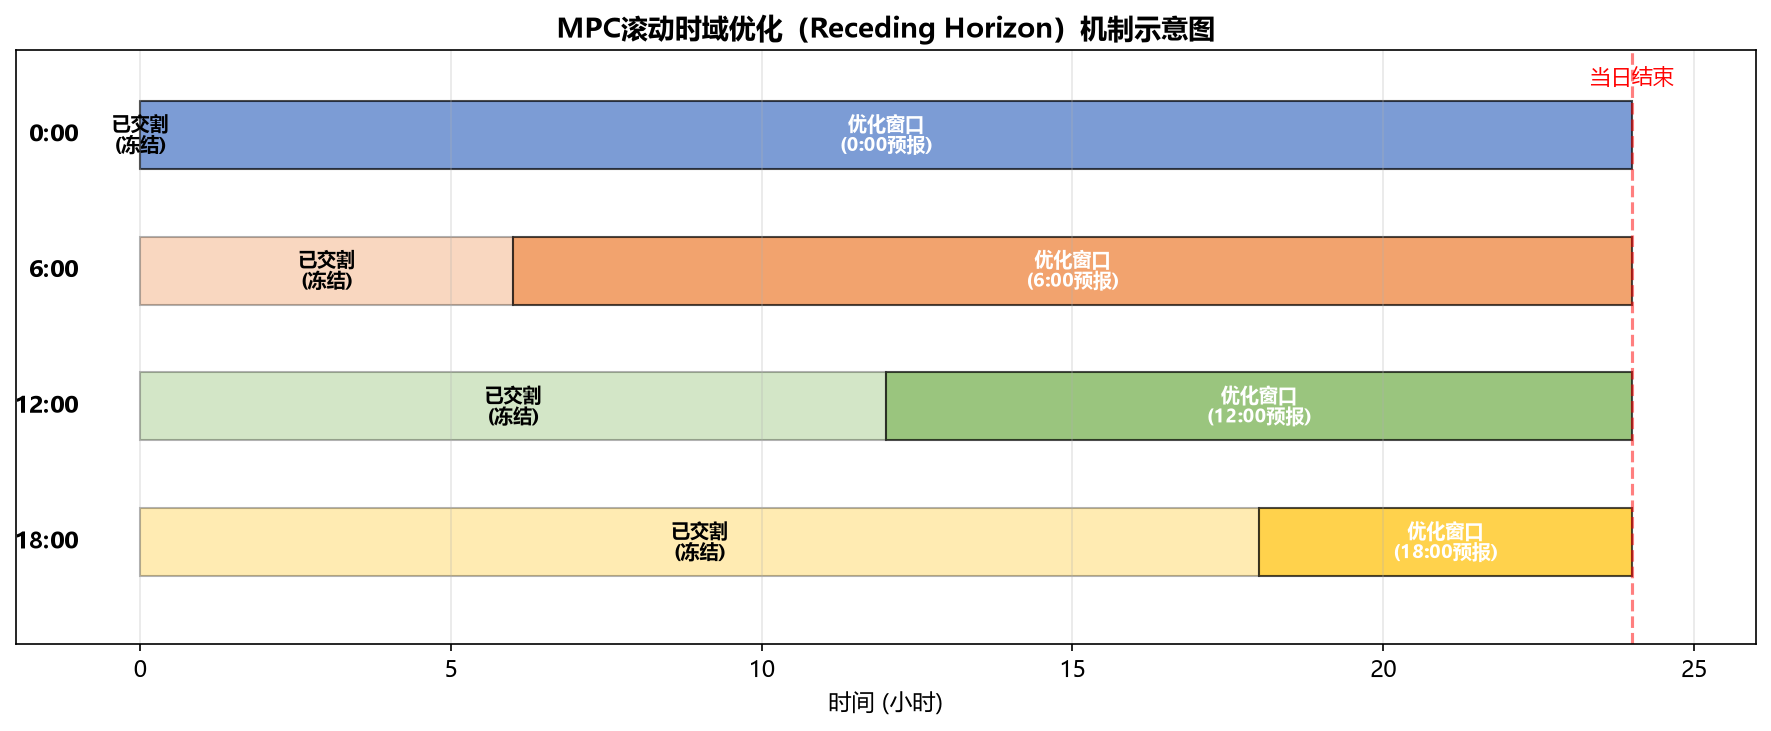 MPC滚动时域优化（Receding Horizon）机制示意图
当日结束
0:00
已交割
(冻结)
优化窗口
(0:00预报)
6:00
已交割
(冻结)
优化窗口
(6:00预报)
12:00
已交割
(冻结)
优化窗口
(12:00预报)
18:00
已交割
(冻结)
优化窗口
(18:00预报)
0 5 10 15 20 25
时间 (小时)